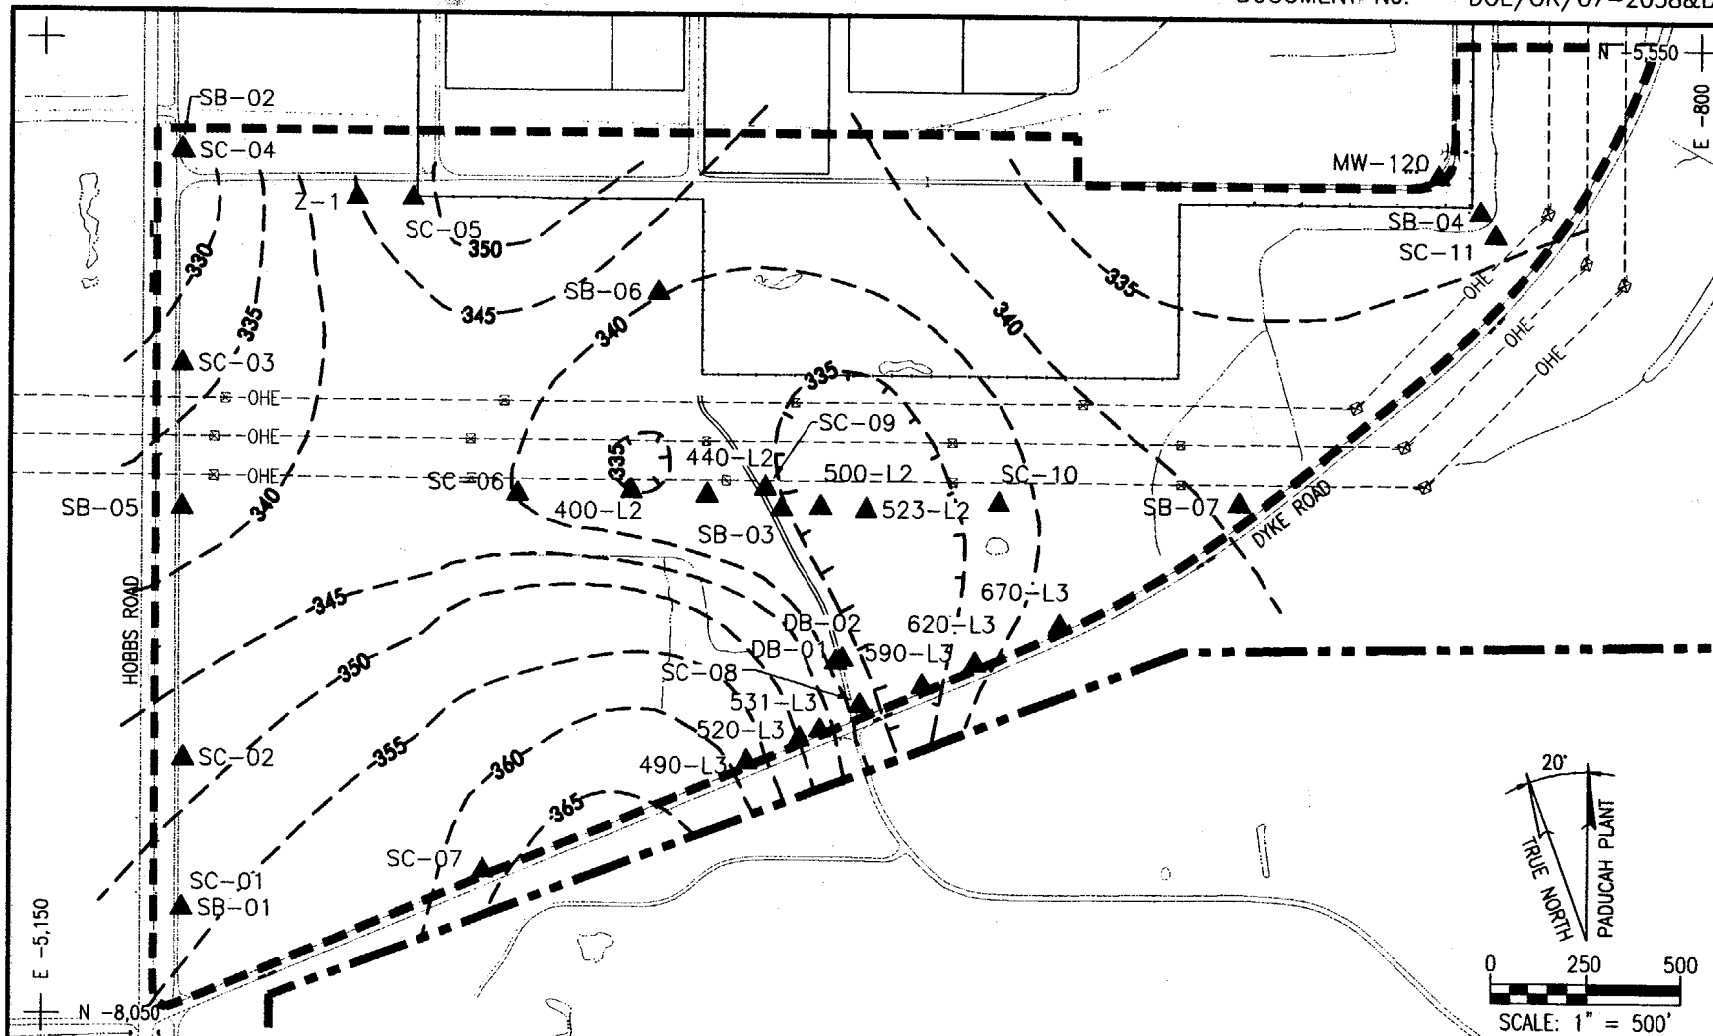 DOCUMENT No. DOE/OR/07-2058&D
N -5,550
E -800
SB-02
SC-04
MW-120
Z-1
SC-05
SB-04
SC-11
350
330
335
345
SB-06
340
335
340
OHE
OHE
OHE
SC-03
335
OHE
OHE
OHE
SC-09
440-L2
335
SC-06
500-L2
SC-10
SB-05
340
400-L2
523-L2
SB-07
SB-03
DYKE ROAD
HOBBS ROAD
345
670-L3
DB-02
620-L3
350
DB-01
590-L3
SC-08
531-L3
520-L3
355
360
490-L3
SC-02
365
SC-07
SC-01
SB-01
20'
TRUE NORTH
PADUCAH PLANT
E -5,150
N -8,050
0 250 500
SCALE: 1" = 500'